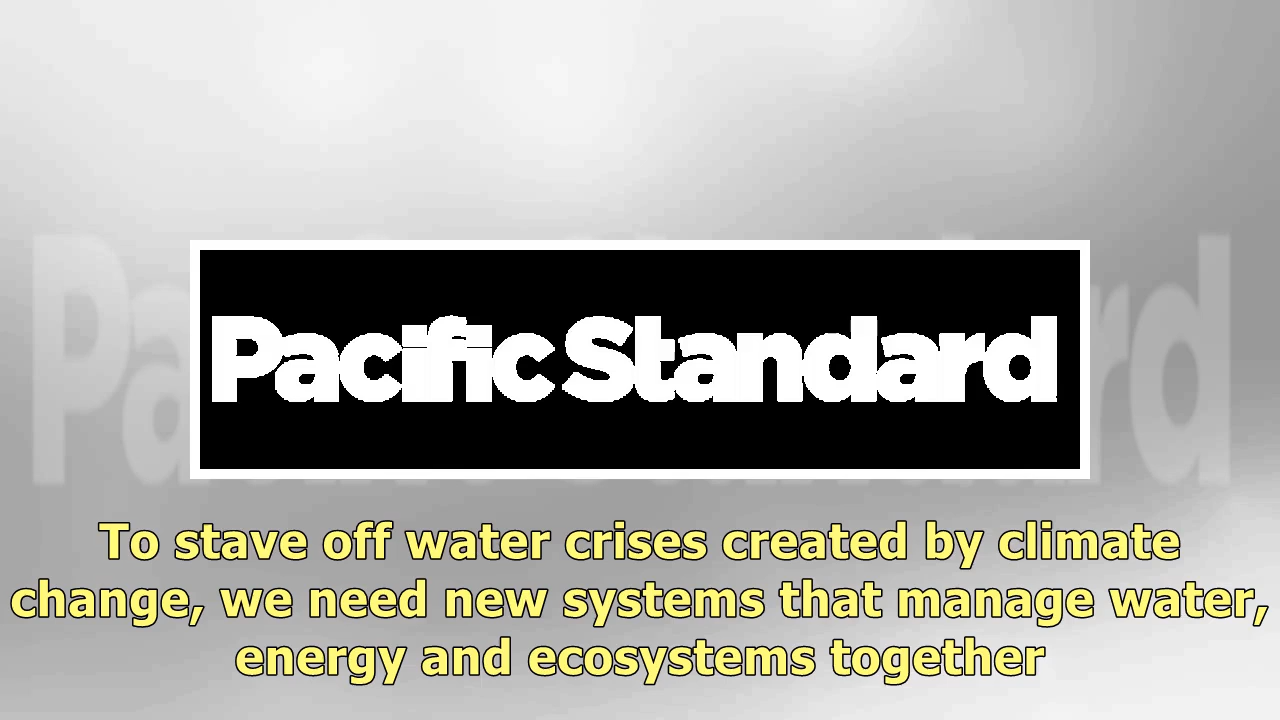 Pacific Standard
To stave off water crises created by climate
change, we need new systems that manage water,
energy and ecosystems together